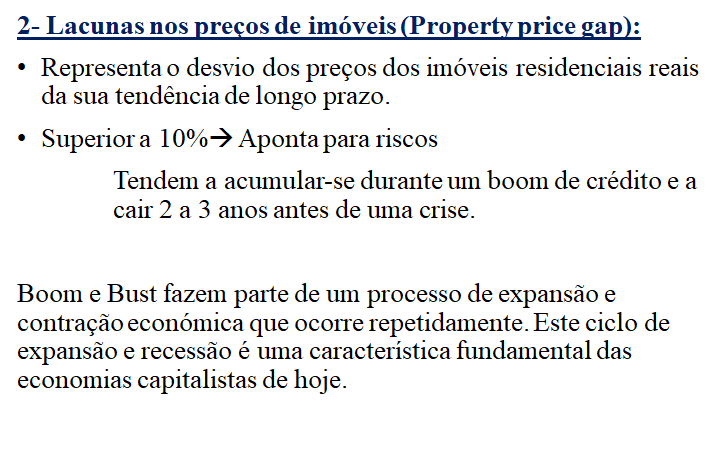 2- Lacunas nos preços de imóveis (Property price gap):
• Representa o desvio dos preços dos imóveis residenciais reais
da sua tendência de longo prazo.
• Superior a 10%→ Aponta para riscos
Tendem a acumular-se durante um boom de crédito e a
cair 2 a 3 anos antes de uma crise.
Boom e Bust fazem parte de um processo de expansão e
contração económica que ocorre repetidamente. Este ciclo de
expansão e recessão é uma característica fundamental das
economias capitalistas de hoje.